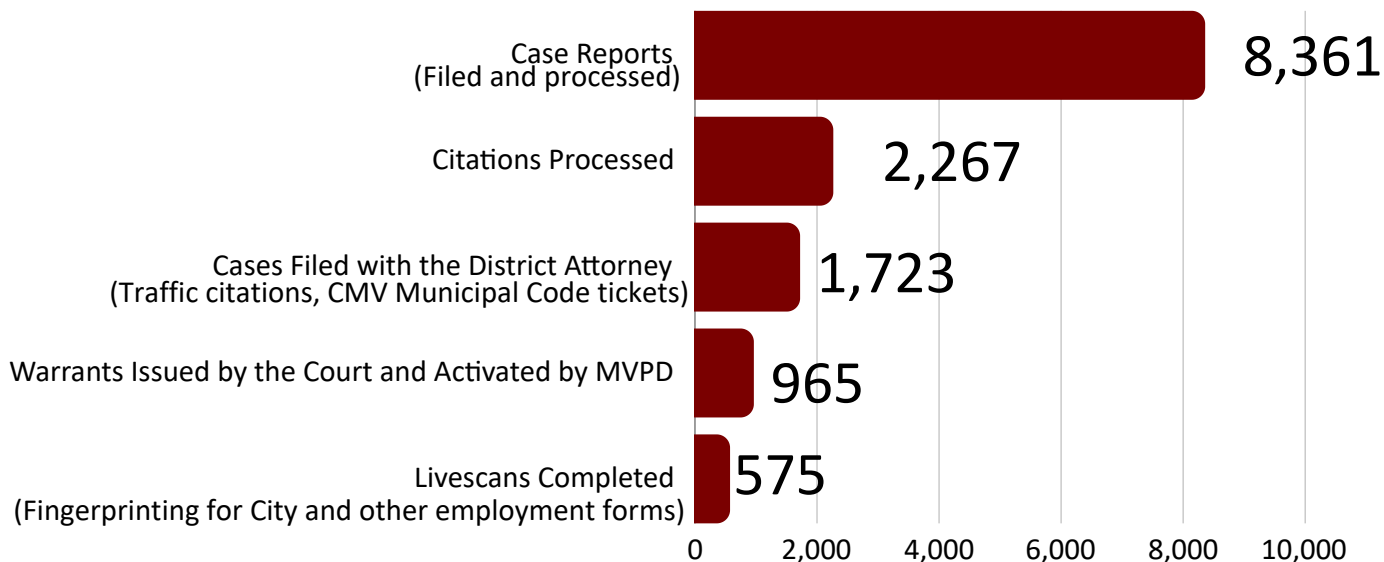 Case Reports
(Filed and processed)
8,361
Citations Processed
2,267
Cases Filed with the District Attorney
(Traffic citations, CMV Municipal Code tickets)
1,723
Warrants Issued by the Court and Activated by MVPD
965
Livescans Completed
(Fingerprinting for City and other employment forms)
575
0 2,000 4,000 6,000 8,000 10,000